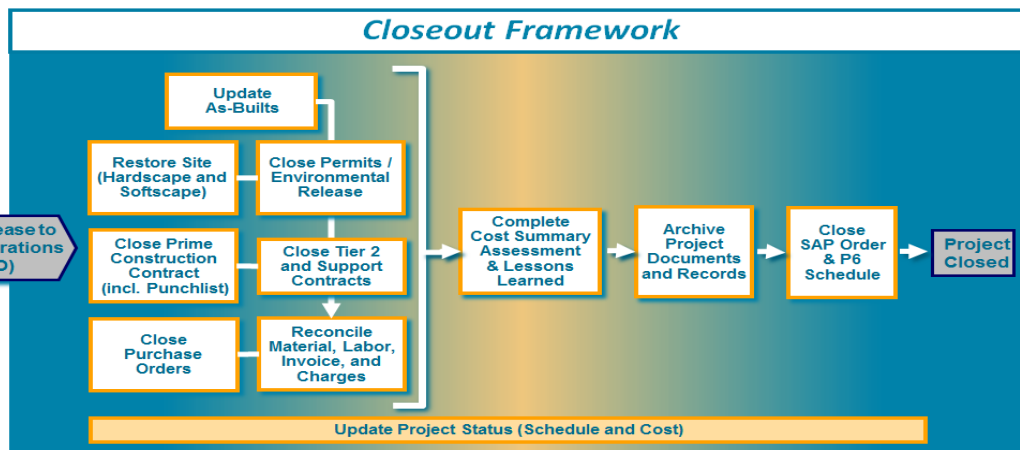 Closeout Framework
Update
As-Builts
Restore Site
(Hardscape and
Softscape)
Close Permits /
Environmental
Release
ease to
rations
O)
Close Prime
Construction
Contract
(incl. Punchlist)
Close Tier 2
and Support
Contracts
Close
Purchase
Orders
Reconcile
Material, Labor,
Invoice, and
Charges
Complete
Cost Summary
Assessment
& Lessons
Learned
Archive
Project
Documents
and Records
Close
SAP Order
& P6
Schedule
Project
Closed
Update Project Status (Schedule and Cost)